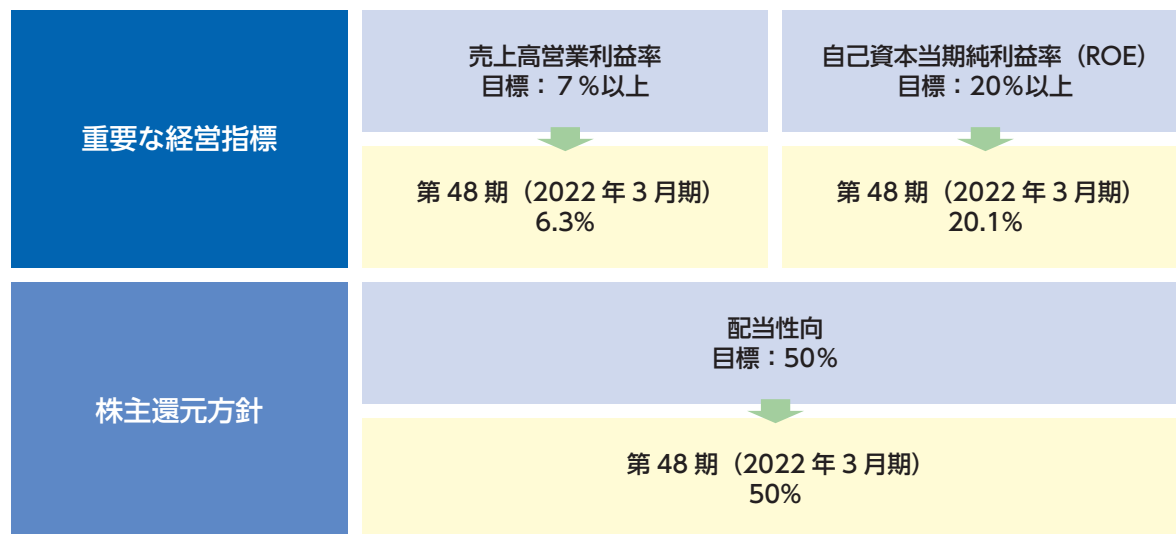 重要な経営指標
売上高営業利益率
目標：７％以上
第 48 期（2022 年 3 月期）
6.3%
自己資本当期純利益率（ROE）
目標：20%以上
第 48 期（2022 年 3 月期）
20.1%
株主還元方針
配当性向
目標：50%
第 48 期（2022 年 3 月期）
50%